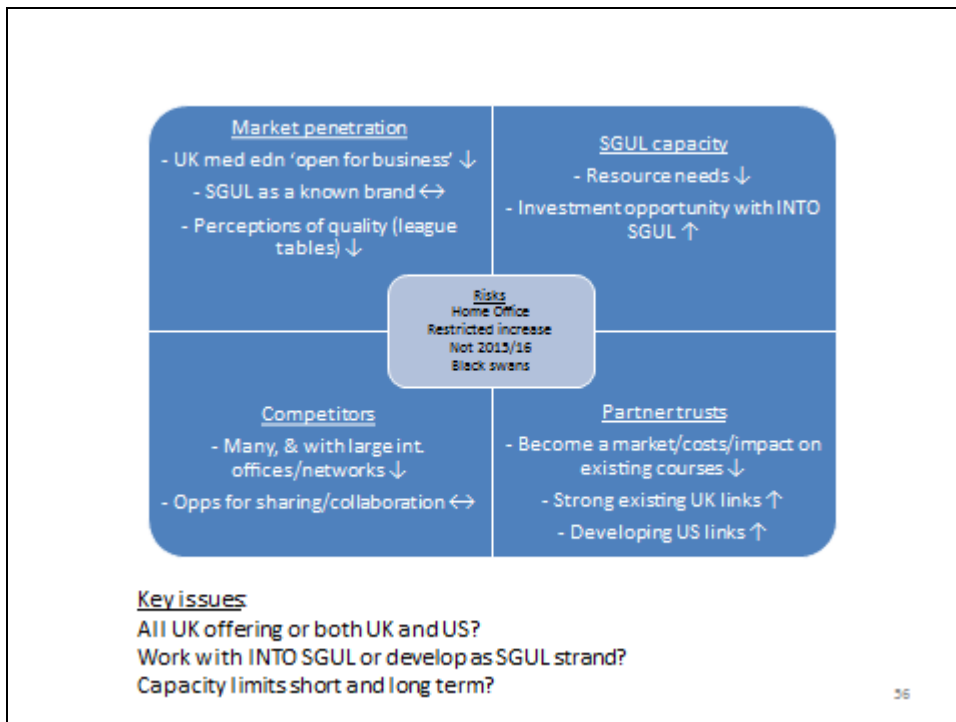 Market penetration
- UK med edn ‘open for business’ ↓
- SGUL as a known brand ↔
- Perceptions of quality (league
tables) ↓
SGUL capacity
- Resource needs ↓
- Investment opportunity with INTO
SGUL ↑
Risks
Home Office
Restricted increase
Not 2015/16
Black swans
Competitors
- Many, & with large int.
offices/networks ↓
- Opps for sharing/collaboration ↔
Partner trusts
- Become a market/costs/impact on
existing courses ↓
- Strong existing UK links ↑
- Developing US links ↑
Key issues:
All UK offering or both UK and US?
Work with INTO SGUL or develop as SGUL strand?
Capacity limits short and long term?
36